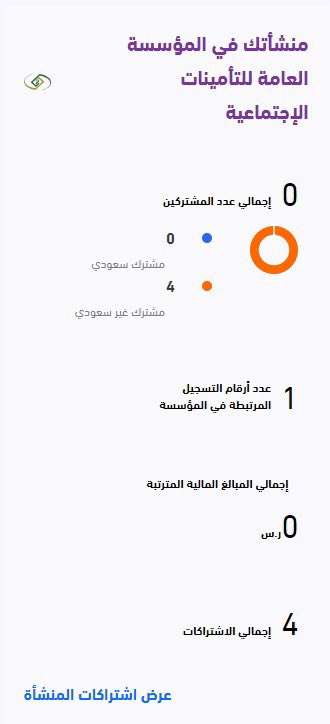 منشأتك في المؤسسة
العامة للتأمينات
الإجتماعية
0 إجمالي عدد المشتركين
0
مشترك سعودي
4
مشترك غير سعودي
1 عدد أرقام التسجيل
المرتبطة في المؤسسة
إجمالي المبالغ المالية المترتبة
0 ر.س
4 إجمالي الاشتراكات
عرض اشتراكات المنشأة